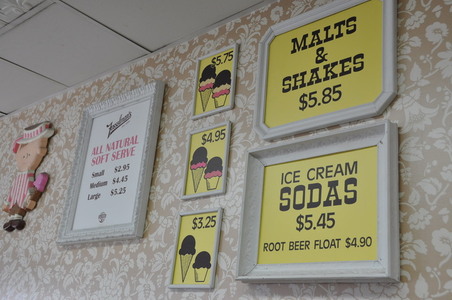 ALL NATURAL
SOFT SERVE
Small $2.95
Medium $4.45
Large $5.25
$5.75
$4.95
$3.25
MALTS
&
SHAKES
$5.85
ICE CREAM
SODAS
$5.45
ROOT BEER FLOAT $4.90